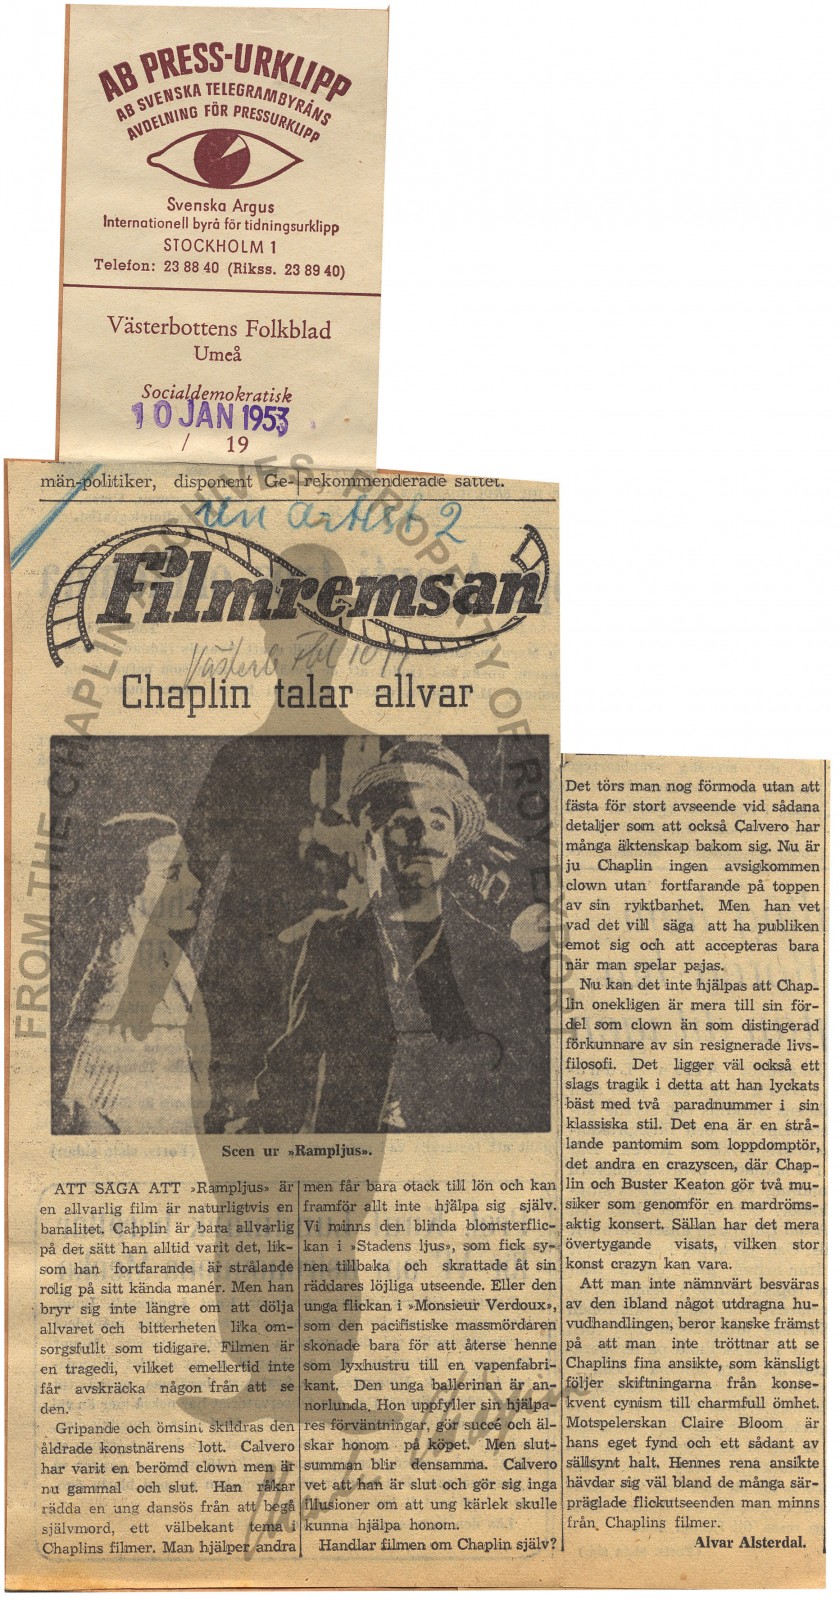 AB PRESS-URKLIPP
AB SVENSKA TELEGRAMBYRÅNS
AVDELNING FÖR PRESSURKLIPP
Svenska Argus
Internationell byrå för tidningsurklipp
STOCKHOLM 1
Telefon: 23 88 40 (Rikss. 23 89 40)
Västerbottens Folkblad
Umeå
Socialdemokratisk
10 JAN 1953
/ 19
män-politiker, disponent Ge- rekommenderade sättet.
artist 2
Filmremsan
Chaplin talar allvar
Scen ur »Rampljus».
ATT SÄGA ATT »Rampljus» är
en allvarlig film är naturligtvis en
banalitet. Cahplin är bara allvarlig
på det sätt han alltid varit det, lik-
som han fortfarande är strålande
rolig på sitt kända manér. Men han
bryr sig inte längre om att dölja
allvaret och bitterheten lika om-
sorgsfullt som tidigare. Filmen är
en tragedi, vilket emellertid inte
får avskräcka någon från att se
den.
Gripande och ömsint skildras den
åldrade konstnärens lott. Calvero
har varit en berömd clown men är
nu gammal och slut. Han råkar
rädda en ung dansös från att begå
självmord, ett välbekant tema i
Chaplins filmer. Man hjälper andra
men får bara otack till lön och kan
framför allt inte hjälpa sig själv.
Vi minns den blinda blomsterflic-
kan i »Stadens ljus», som fick sy-
nen tillbaka och skrattade åt sin
räddares löjliga utseende. Eller den
unga flickan i »Monsieur Verdoux»,
som den pacifistiske massmördaren
skonade bara för att återse henne
som lyxhustru till en vapenfabri-
kant. Den unga ballerinan är an-
norlunda. Hon uppfyller sin hjälpa-
res förväntningar, gör succé och äl-
skar honom på köpet. Men slut-
summan blir densamma. Calvero
vet att han är slut och gör sig inga
illusioner om att ung kärlek skulle
kunna hjälpa honom.
Handlar filmen om Chaplin själv?
Det törs man nog förmoda utan att
fästa för stort avseende vid sådana
detaljer som att också Calvero har
många äktenskap bakom sig. Nu är
ju Chaplin ingen avsigkommen
clown utan fortfarande på toppen
av sin ryktbarhet. Men han vet
vad det vill säga att ha publiken
emot sig och att accepteras bara
när man spelar pajas.
Nu kan det inte hjälpas att Chap-
lin onekligen är mera till sin för-
del som clown än som distingerad
förkunnare av sin resignerade livs-
filosofi. Det ligger väl också ett
slags tragik i detta att han lyckats
bäst med två paradnummer i sin
klassiska stil. Det ena är en strå-
lande pantomim som loppdomptör,
det andra en crazyscen, där Chap-
lin och Buster Keaton gör två mu-
siker som genomför en mardröms-
aktig konsert. Sällan har det mera
övertygande visats, vilken stor
konst crazyn kan vara.
Att man inte nämnvärt besväras
av den ibland något utdragna hu-
vudhandlingen, beror kanske främst
på att man inte tröttnar att se
Chaplins fina ansikte, som känsligt
följer skiftningarna från konse-
kvent cynism till charmfull ömhet.
Motspelerskan Claire Bloom är
hans eget fynd och ett sådant av
sällsynt halt. Hennes rena ansikte
hävdar sig väl bland de många sär-
präglade flickutseenden man minns
från Chaplins filmer.
Alvar Alsterdal.
FROM THE CHAPLIN ARCHIVES, PROPERTY OF ROY EXPORT